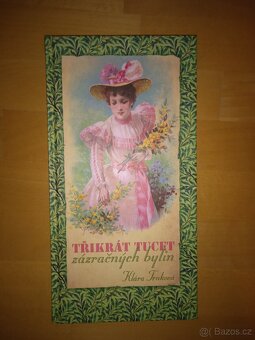 TŘIKRÁT TUCET
zázračných bylin
Klára Trnková
Bazos.cz